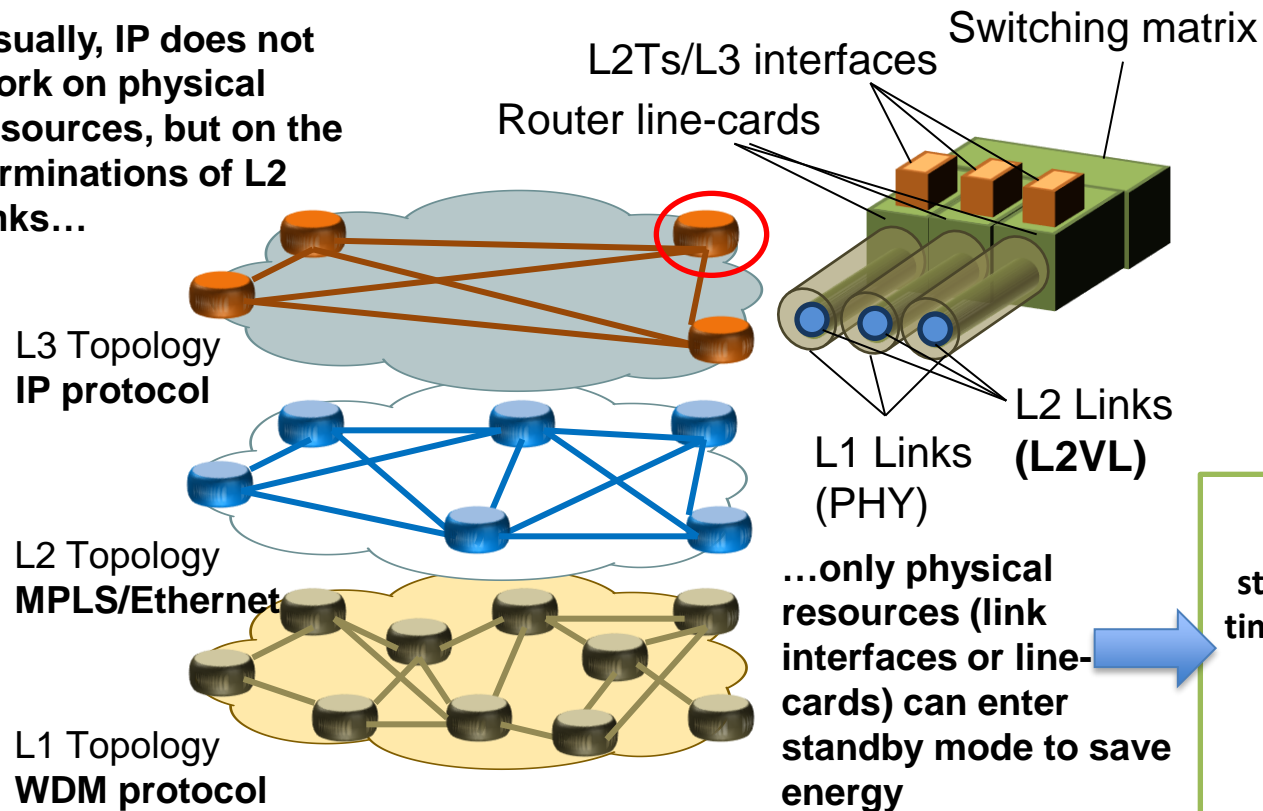 sually, IP does not
ork on physical
sources, but on the
rminations of L2
nks…
Switching matrix
L2Ts/L3 interfaces
Router line-cards
L3 Topology
IP protocol
L2 Links
(L2VL)
L1 Links
(PHY)
L2 Topology
MPLS/Ethernet
…only physical
resources (link
interfaces or line-
cards) can enter
standby mode to save
energy
st
tin
L1 Topology
WDM protocol